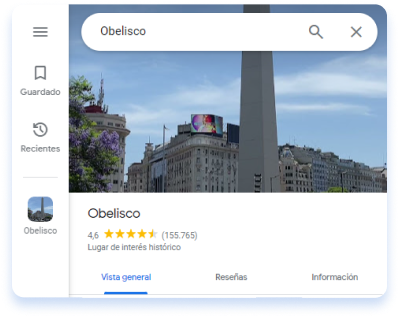 Obelisco
Guardado
Recientes
Obelisco
Obelisco
4,6 (155.765)
Lugar de interés histórico
Vista general
Reseñas
Información